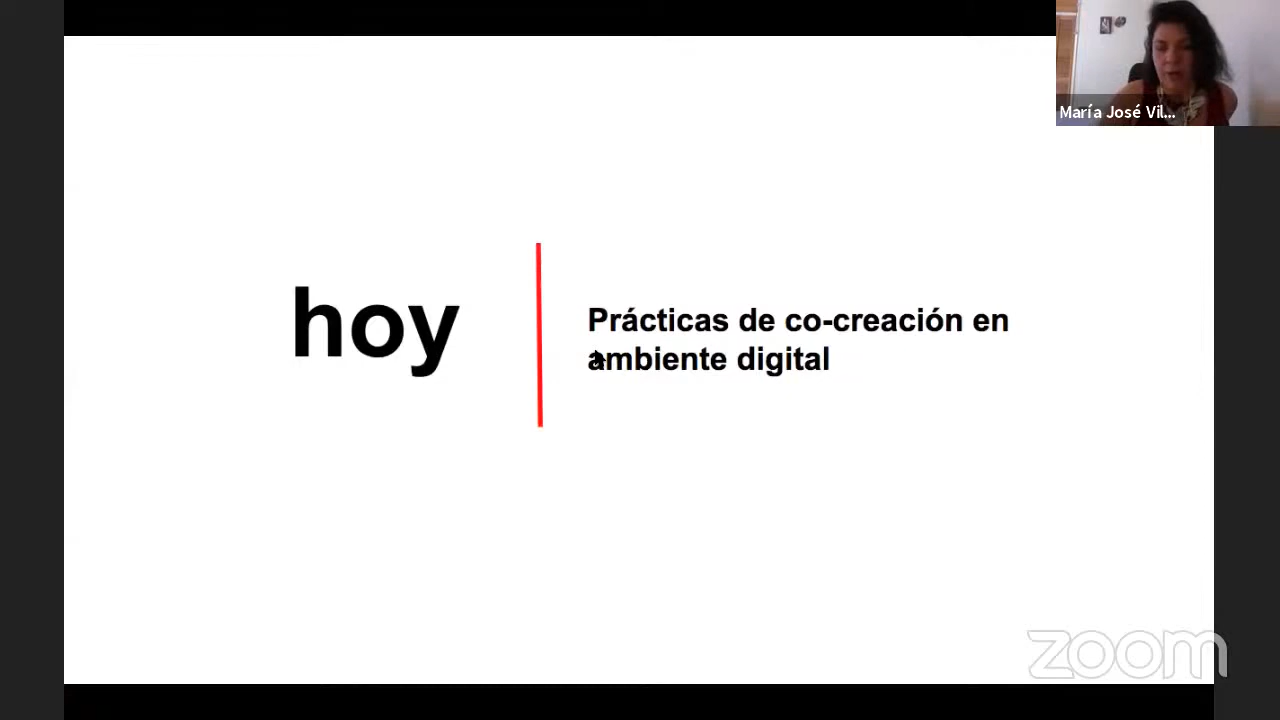 María José Vil...
hoy
Prácticas de co-creación en
ambiente digital
zoom